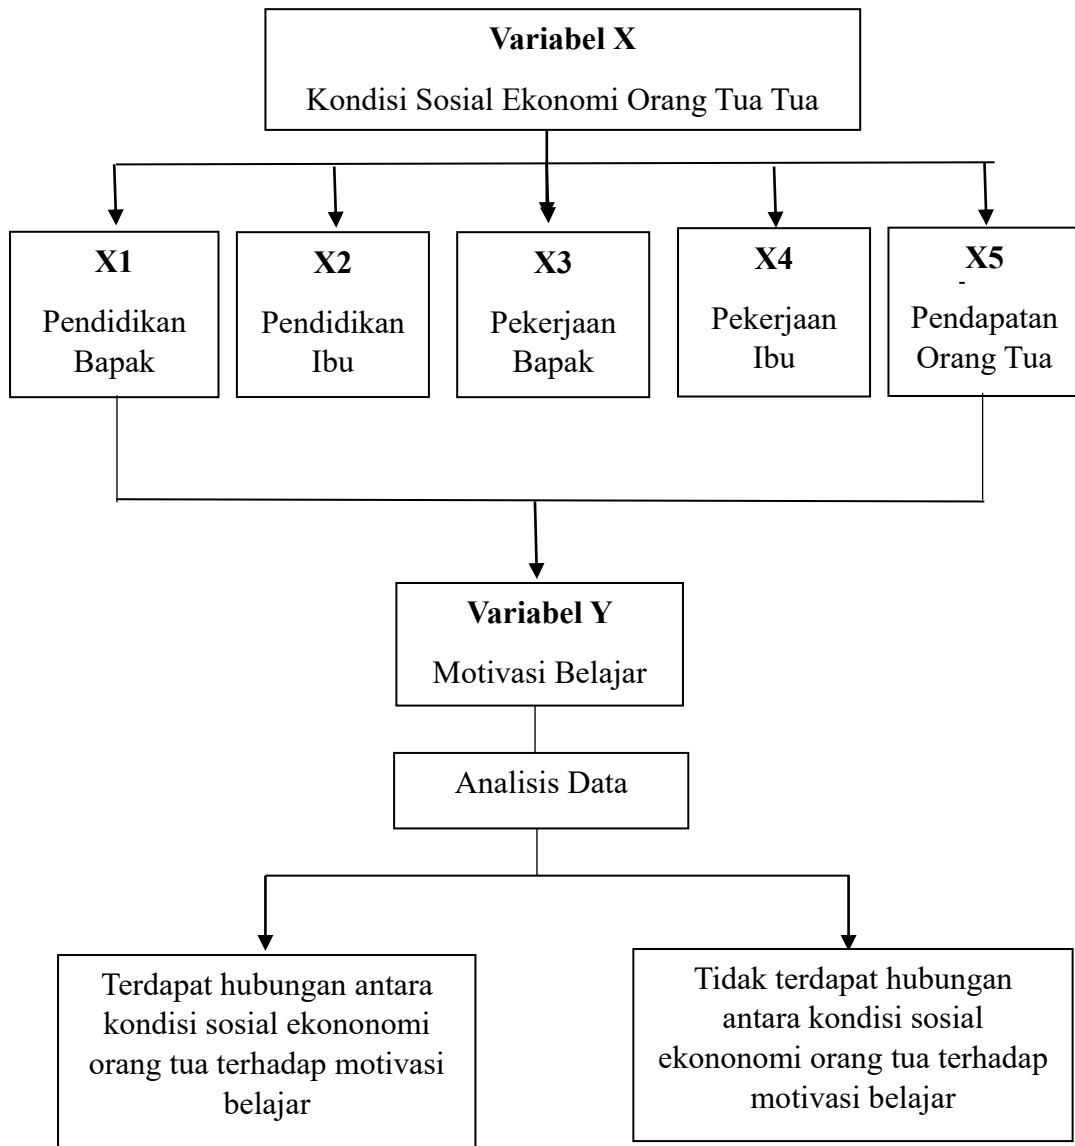 Variabel X
Kondisi Sosial Ekonomi Orang Tua Tua
X1
Pendidikan
Bapak
X2
Pendidikan
Ibu
X3
Pekerjaan
Bapak
X4
Pekerjaan
Ibu
X5
-
Pendapatan
Orang Tua
Variabel Y
Motivasi Belajar
Analisis Data
Terdapat hubungan antara
kondisi sosial ekononomi
orang tua terhadap motivasi
belajar
Tidak terdapat hubungan
antara kondisi sosial
ekononomi orang tua terhadap
motivasi belajar